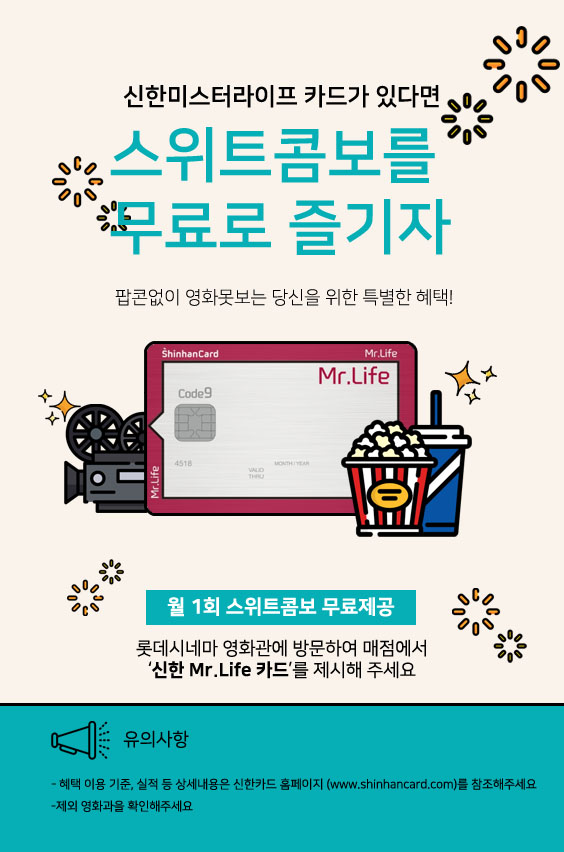 신한미스터라이프 카드가 있다면
스위트콤보를
무료로 즐기자
팝콘없이 영화못보는 당신을 위한 특별한 혜택!
ShinhanCard
Mr.Life
Mr.Life
Code9
4518
MONTH / YEAR
VALID
THRU
Mr.Life
월 1회 스위트콤보 무료제공
롯데시네마 영화관에 방문하여 매점에서
‘신한 Mr.Life 카드’를 제시해 주세요
유의사항
- 혜택 이용 기준, 실적 등 상세내용은 신한카드 홈페이지 (www.shinhancard.com)를 참조해주세요
-제외 영화과을 확인해주세요